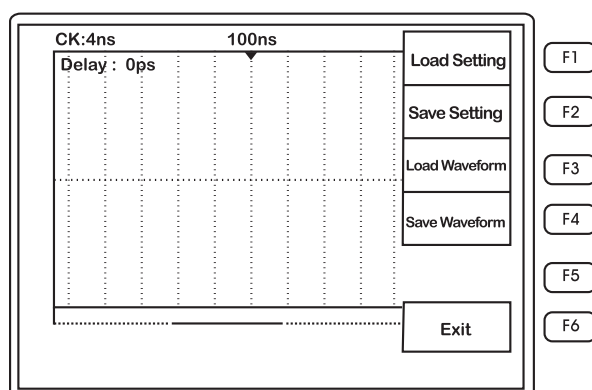 CK:4ns 100ns
Delay : 0ps
Load Setting
Save Setting
Load Waveform
Save Waveform
Exit
F1
F2
F3
F4
F5
F6